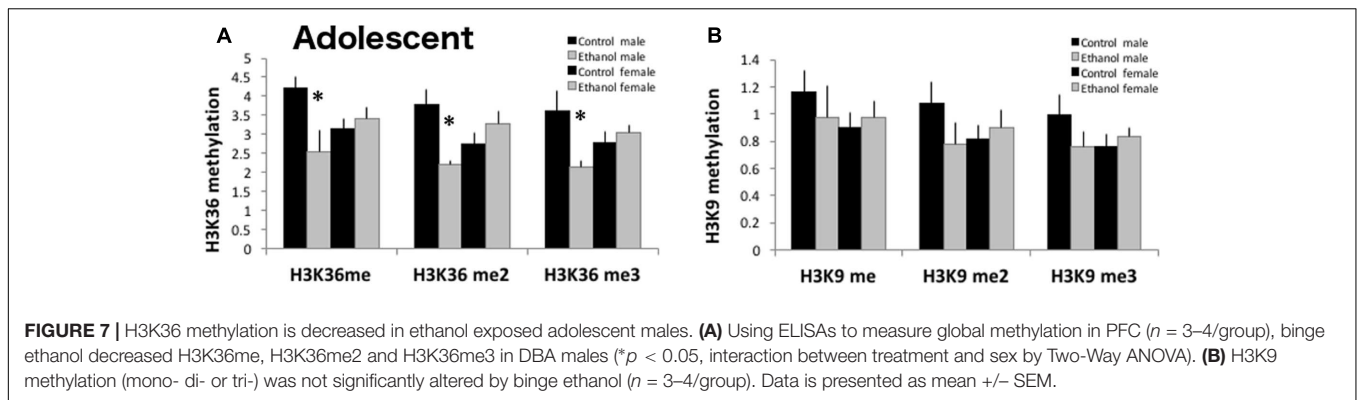 A Adolescent
H3K36 methylation
5
4.5
4
3.5
3
2.5
2
1.5
1
0.5
0
Control male
Ethanol male
Control female
Ethanol female
*
*
*
H3K36me H3K36 me2 H3K36 me3
B
H3K9 methylation
1.4
1.2
1
0.8
0.6
0.4
0.2
0
Control male
Ethanol male
Control female
Ethanol female
H3K9 me H3K9 me2 H3K9 me3
FIGURE 7 | H3K36 methylation is decreased in ethanol exposed adolescent males. (A) Using ELISAs to measure global methylation in PFC (n = 3–4/group), binge
ethanol decreased H3K36me, H3K36me2 and H3K36me3 in DBA males (*p < 0.05, interaction between treatment and sex by Two-Way ANOVA). (B) H3K9
methylation (mono- di- or tri-) was not significantly altered by binge ethanol (n = 3–4/group). Data is presented as mean +/– SEM.